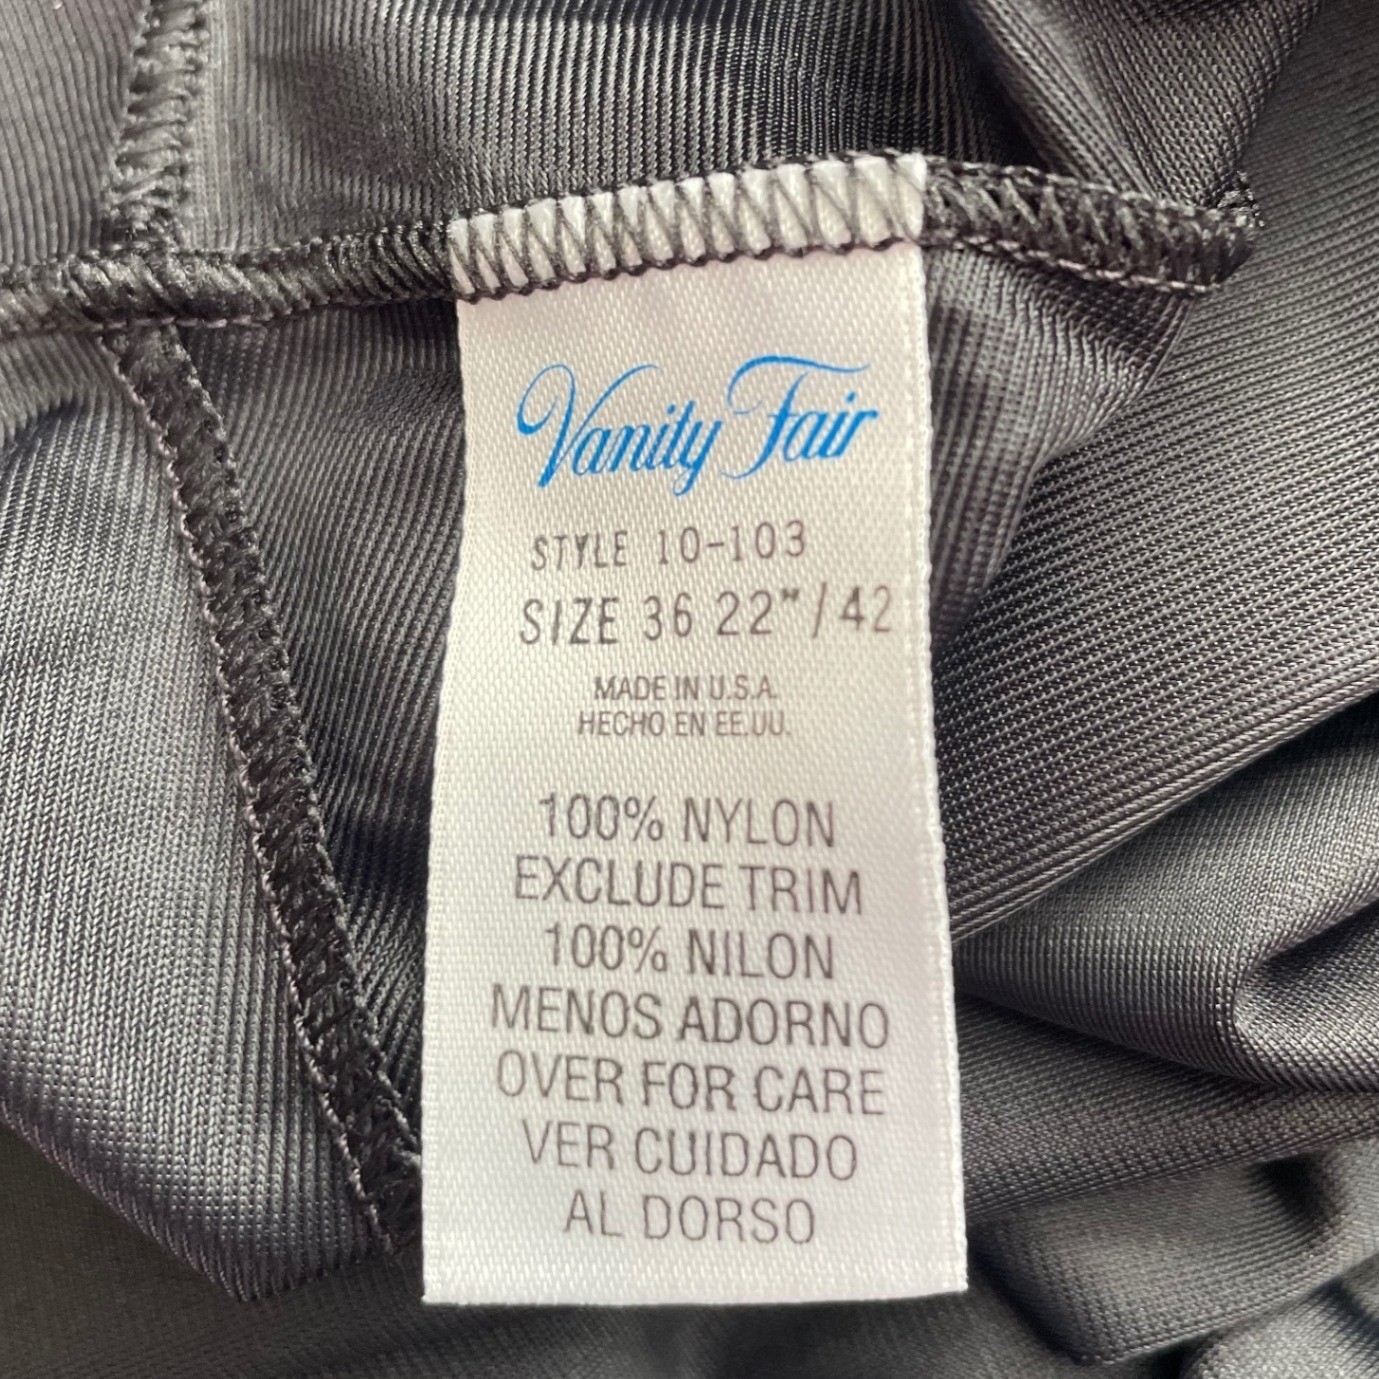 Vanity Fair
STYLE 10-103
SIZE 36 22"/42
MADE IN U.S.A.
HECHO EN EE.UU.
100% NYLON
EXCLUDE TRIM
100% NILON
MENOS ADORNO
OVER FOR CARE
VER CUIDADO
AL DORSO